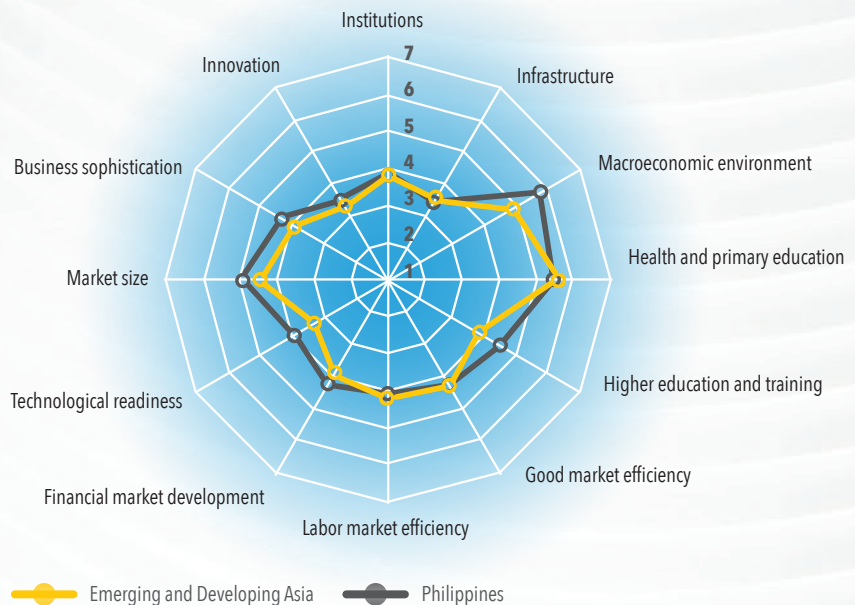 Institutions
Infrastructure
Macroeconomic environment
Health and primary education
Higher education and training
Good market efficiency
Labor market efficiency
Financial market development
Technological readiness
Market size
Business sophistication
Innovation
7
6
5
4
3
2
1
Emerging and Developing Asia
Philippines